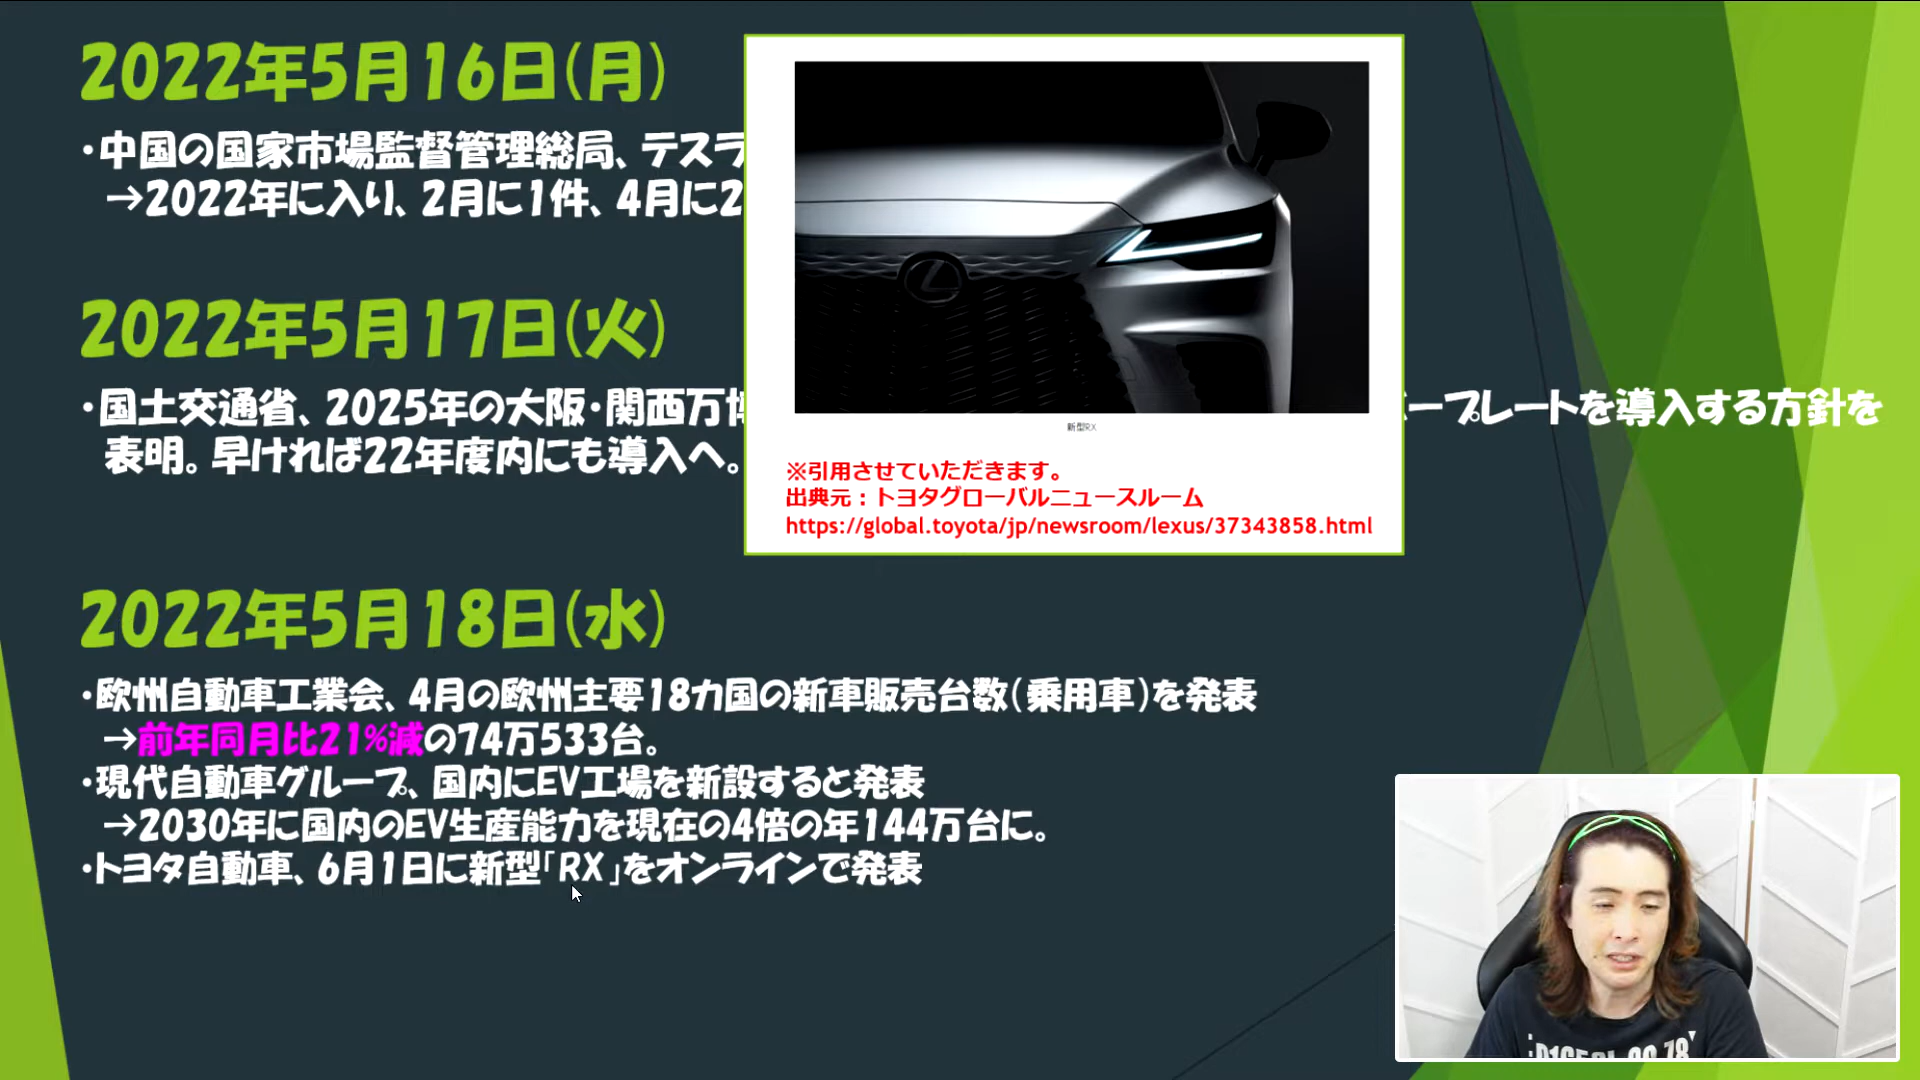 2022年5月16日(月)
・中国の国家市場監督管理総局、テスラ
→2022年に入り、2月に1件、4月に2
2022年5月17日(火)
・国土交通省、2025年の大阪・関西万博
ープレートを導入する方針を
表明。早ければ22年度内にも導入へ。
新型RX
※引用させていただきます。
出典元：トヨタグローバルニュースルーム
https://global.toyota/jp/newsroom/lexus/37343858.html
2022年5月18日(水)
・欧州自動車工業会、4月の欧州主要18カ国の新車販売台数(乗用車)を発表
→前年同月比21%減の74万533台。
・現代自動車グループ、国内にEV工場を新設すると発表
→2030年に国内のEV生産能力を現在の4倍の年144万台に。
・トヨタ自動車、6月1日に新型「RX」をオンラインで発表